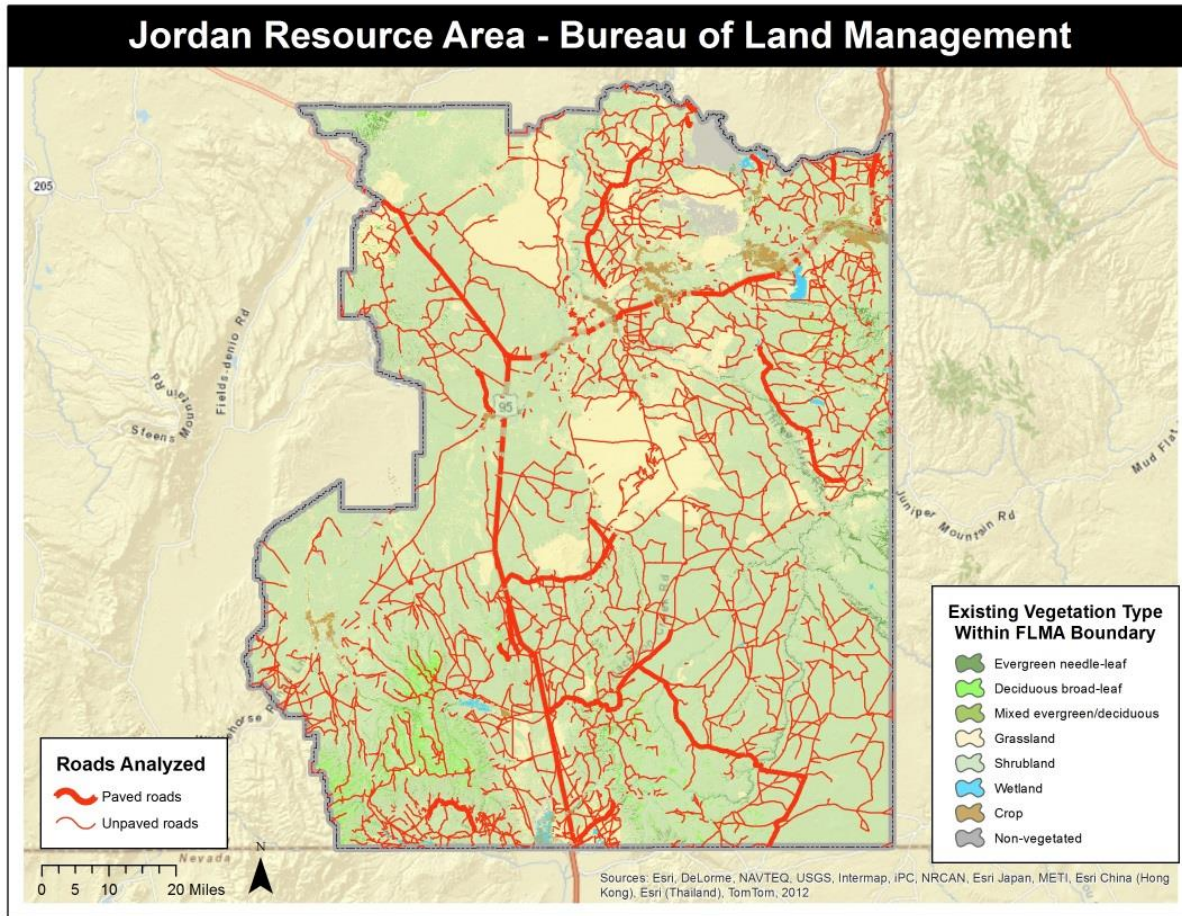 Jordan Resource Area - Bureau of Land Management
205
Fields-denio Rd
Steens Mountain Rd
95
Mud Flat
Juniper Mountain Rd
Existing Vegetation Type
Within FLMA Boundary
Evergreen needle-leaf
Deciduous broad-leaf
Mixed evergreen/deciduous
Grassland
Shrubland
Wetland
Crop
Non-vegetated
Roads Analyzed
Paved roads
Unpaved roads
Nevada
N
0 5 10 20 Miles
Sources: Esri, DeLorme, NAVTEQ, USGS, Intermap, iPC, NRCAN, Esri Japan, METI, Esri China (Hong
Kong), Esri (Thailand), TomTom, 2012